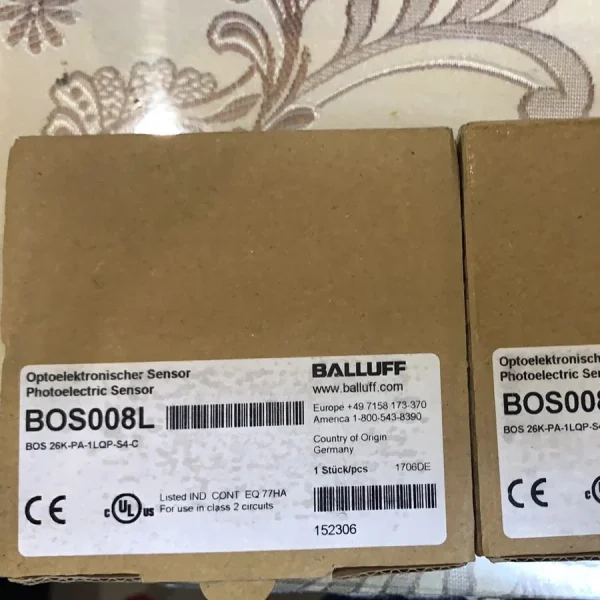 Optoelektronischer Sensor
Photoelectric Sensor
BOS008L
BOS 26K-PA-1LQP-S4-C
CE
c UL us
Listed IND CONT EQ 77HA
For use in class 2 circuits
BALLUFF
www.balluff.com
Europe +49 7158 173-370
America 1-800-543-8390
Country of Origin
Germany
1 Stück/pcs 1706DE
152306
Optoelektronischer
Photoelectric
BOS008
BOS 26K-PA-1LQP-S4
CE